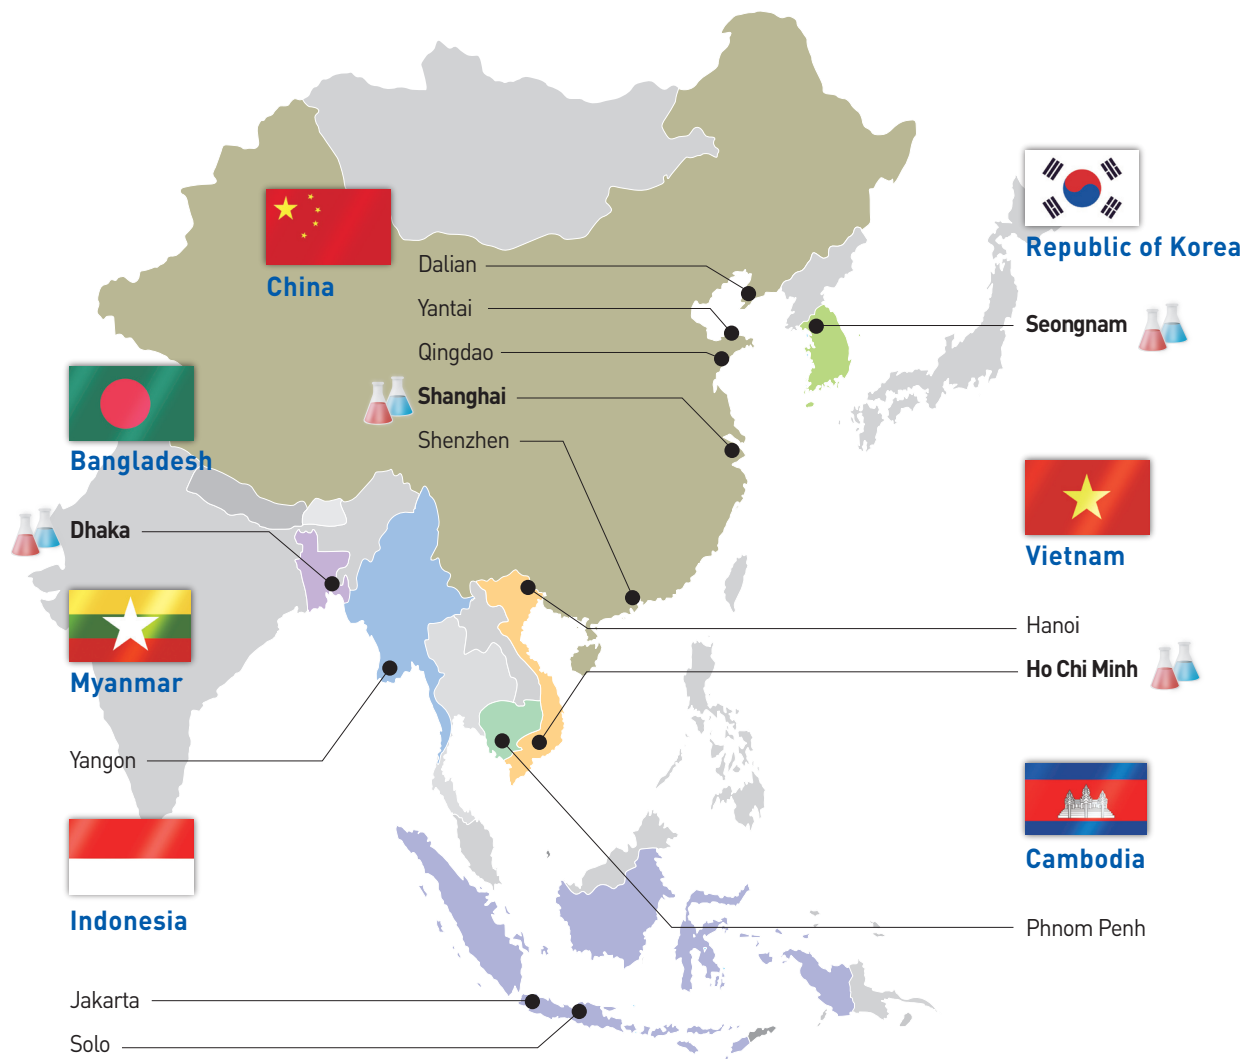 China
Dalian
Yantai
Qingdao
Shanghai
Shenzhen
Republic of Korea
Seongnam
Bangladesh
Dhaka
Myanmar
Yangon
Indonesia
Jakarta
Solo
Vietnam
Hanoi
Ho Chi Minh
Cambodia
Phnom Penh